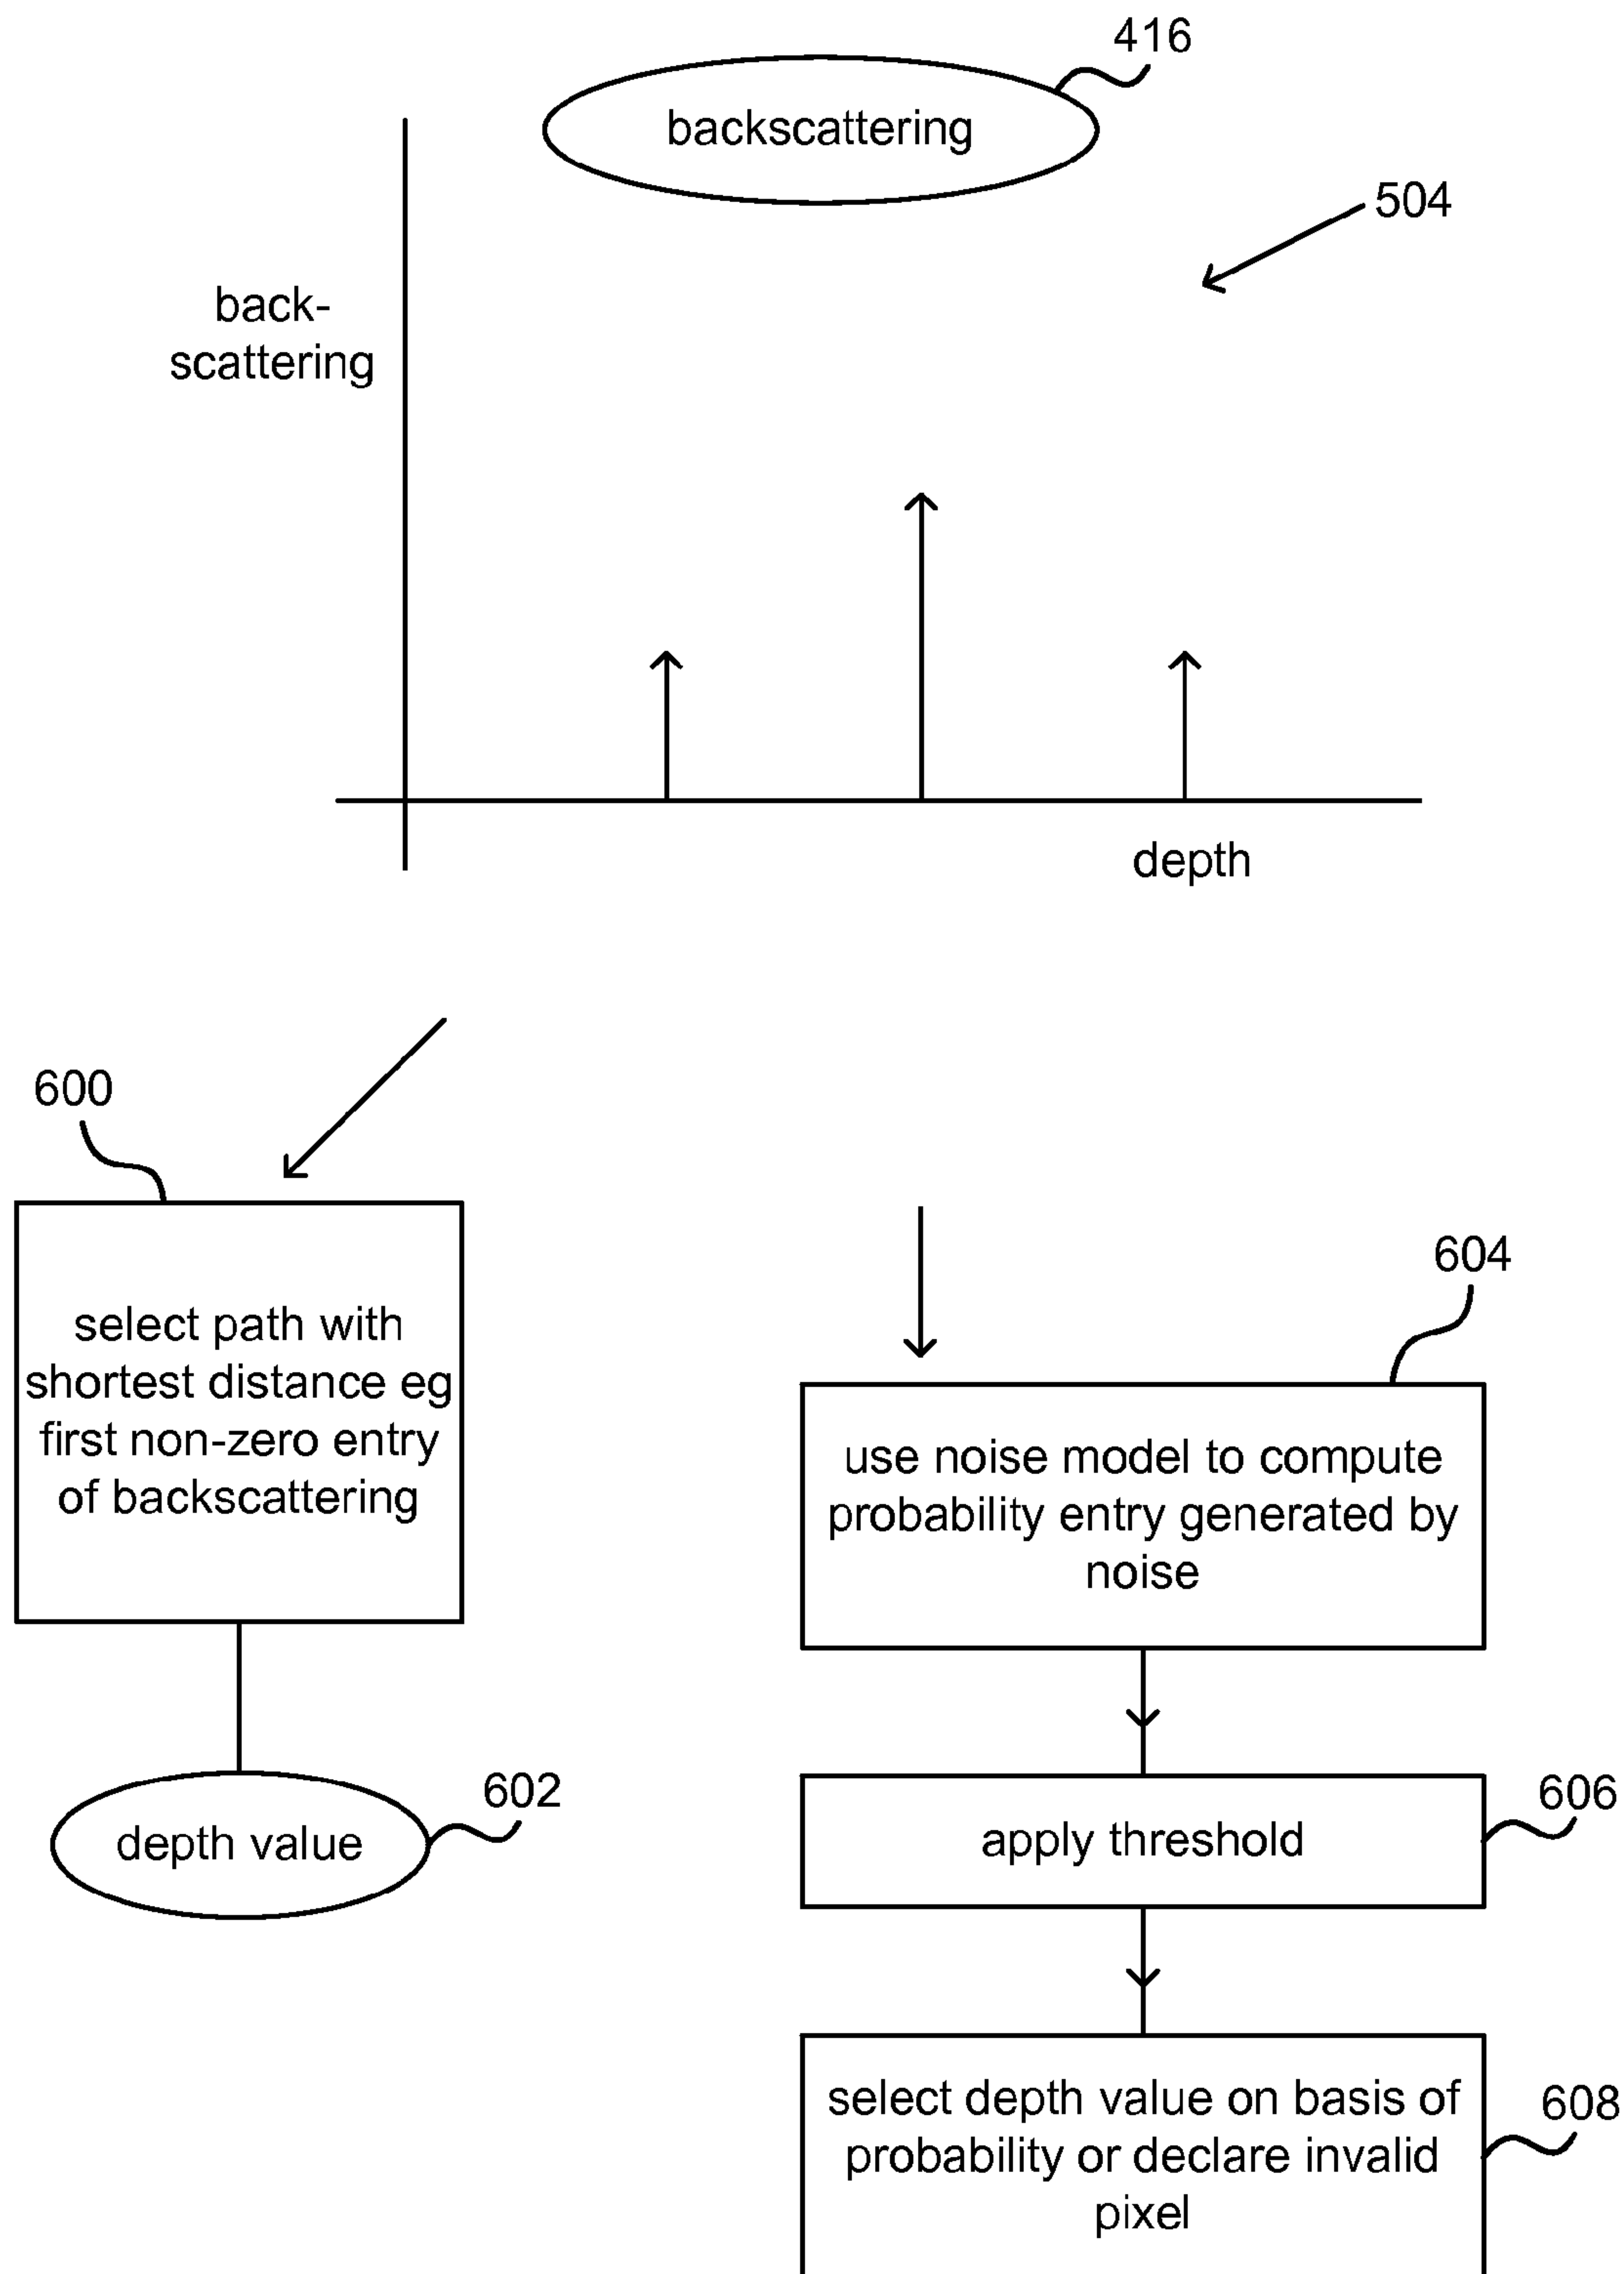 416
backscattering
504
back-
scattering
depth
600
select path with
shortest distance eg
first non-zero entry
of backscattering
602
depth value
604
use noise model to compute
probability entry generated by
noise
606
apply threshold
608
select depth value on basis of
probability or declare invalid
pixel